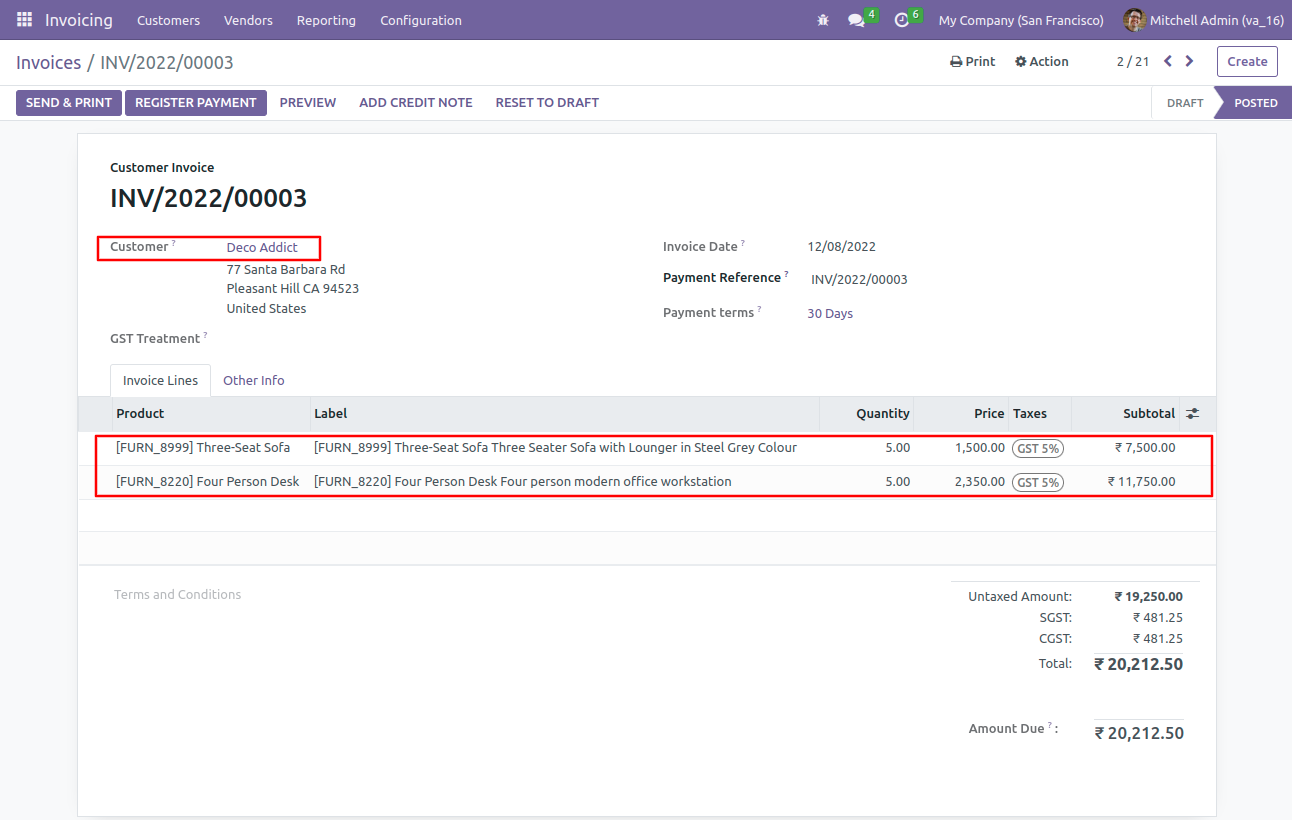 Invoicing Customers Vendors Reporting Configuration 4 6 My Company (San Francisco) Mitchell Admin (va_16)
Invoices / INV/2022/00003 Print Action 2 / 21 Create
SEND & PRINT REGISTER PAYMENT PREVIEW ADD CREDIT NOTE RESET TO DRAFT DRAFT POSTED
Customer Invoice
INV/2022/00003
Customer ? Deco Addict Invoice Date ? 12/08/2022
77 Santa Barbara Rd
Pleasant Hill CA 94523 Payment Reference ? INV/2022/00003
United States Payment terms ? 30 Days
GST Treatment ?
Invoice Lines Other Info
Product Label Quantity Price Taxes Subtotal
[FURN_8999] Three-Seat Sofa [FURN_8999] Three-Seat Sofa Three Seater Sofa with Lounger in Steel Grey Colour 5.00 1,500.00 GST 5% ₹ 7,500.00
[FURN_8220] Four Person Desk [FURN_8220] Four Person Desk Four person modern office workstation 5.00 2,350.00 GST 5% ₹ 11,750.00
Terms and Conditions Untaxed Amount: ₹ 19,250.00
SGST: ₹ 481.25
CGST: ₹ 481.25
Total: ₹ 20,212.50
Amount Due ? : ₹ 20,212.50